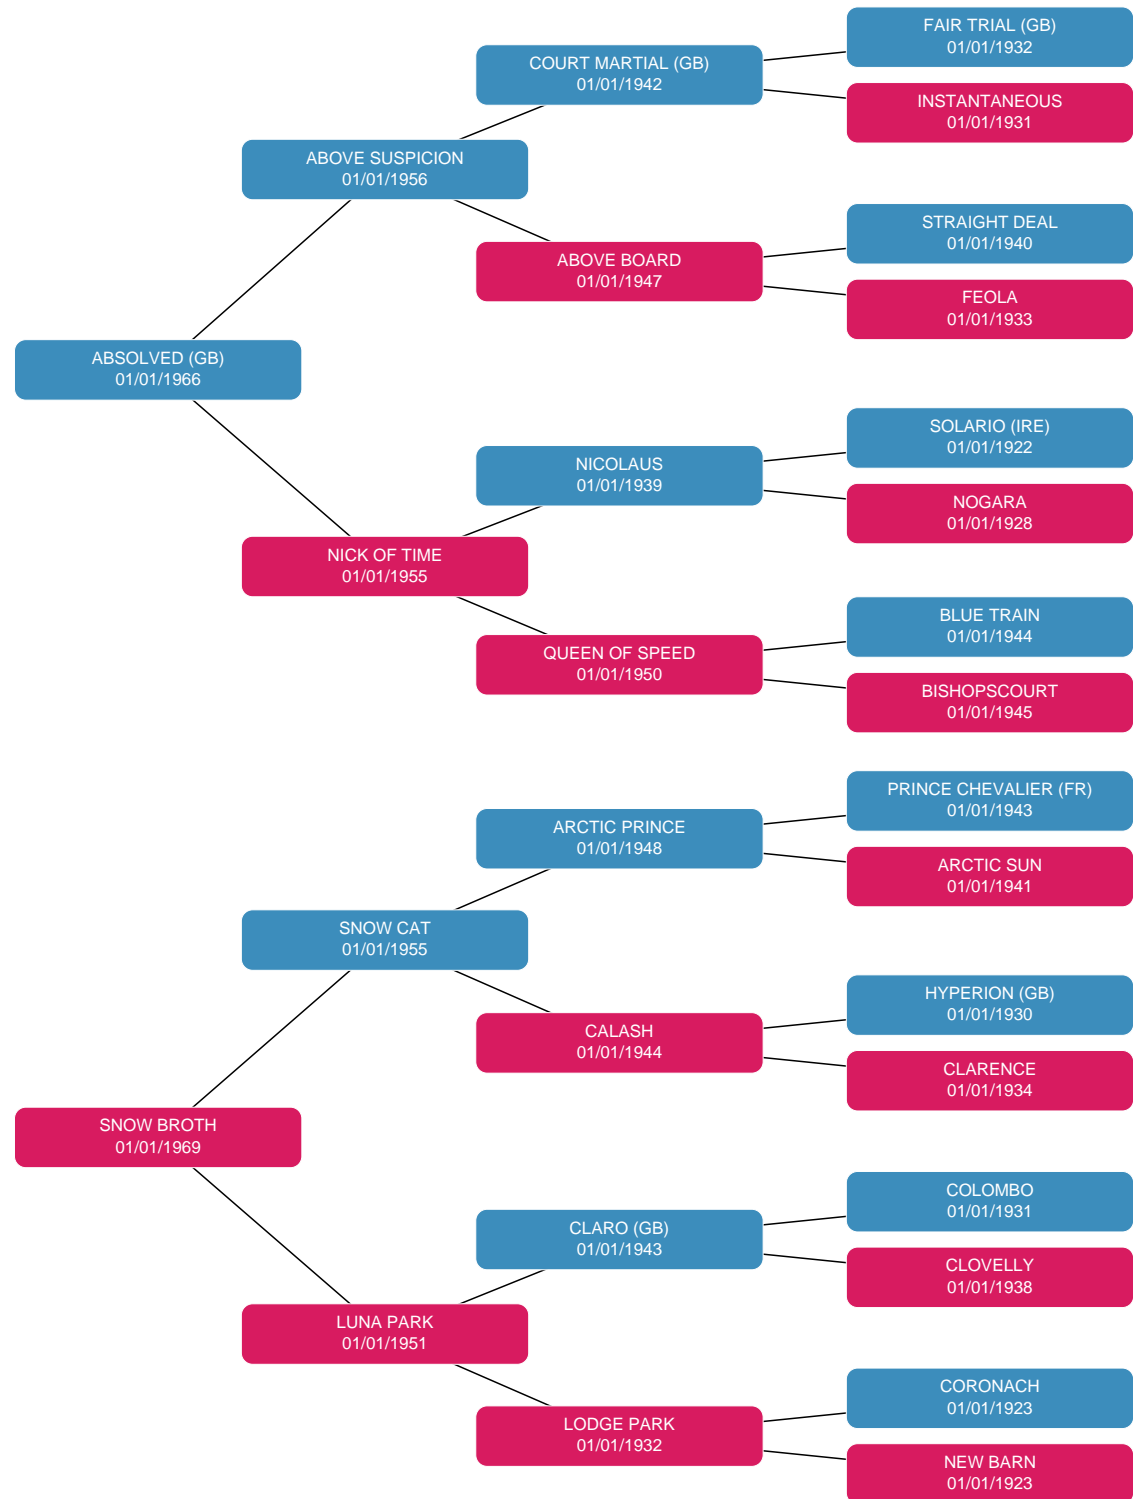 FAIR TRIAL (GB)
01/01/1932
COURT MARTIAL (GB)
01/01/1942
INSTANTANEOUS
01/01/1931
ABOVE SUSPICION
01/01/1956
STRAIGHT DEAL
01/01/1940
ABOVE BOARD
01/01/1947
FEOLA
01/01/1933
ABSOLVED (GB)
01/01/1966
SOLARIO (IRE)
01/01/1922
NICOLAUS
01/01/1939
NOGARA
01/01/1928
NICK OF TIME
01/01/1955
BLUE TRAIN
01/01/1944
QUEEN OF SPEED
01/01/1950
BISHOPSCOURT
01/01/1945
PRINCE CHEVALIER (FR)
01/01/1943
ARCTIC PRINCE
01/01/1948
ARCTIC SUN
01/01/1941
SNOW CAT
01/01/1955
HYPERION (GB)
01/01/1930
CALASH
01/01/1944
CLARENCE
01/01/1934
SNOW BROTH
01/01/1969
COLOMBO
01/01/1931
CLARO (GB)
01/01/1943
CLOVELLY
01/01/1938
LUNA PARK
01/01/1951
CORONACH
01/01/1923
LODGE PARK
01/01/1932
NEW BARN
01/01/1923